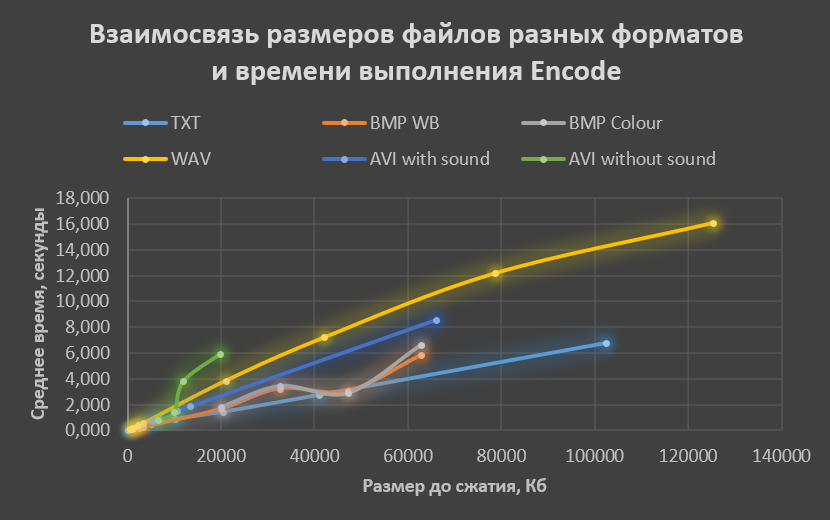 Взаимосвязь размеров файлов разных форматов
и времени выполнения Encode
TXT
BMP WB
BMP Colour
WAV
AVI with sound
AVI without sound
Среднее время, секунды
18,000
16,000
14,000
12,000
10,000
8,000
6,000
4,000
2,000
0,000
0
20000
40000
60000
80000
100000
120000
140000
Размер до сжатия, Кб